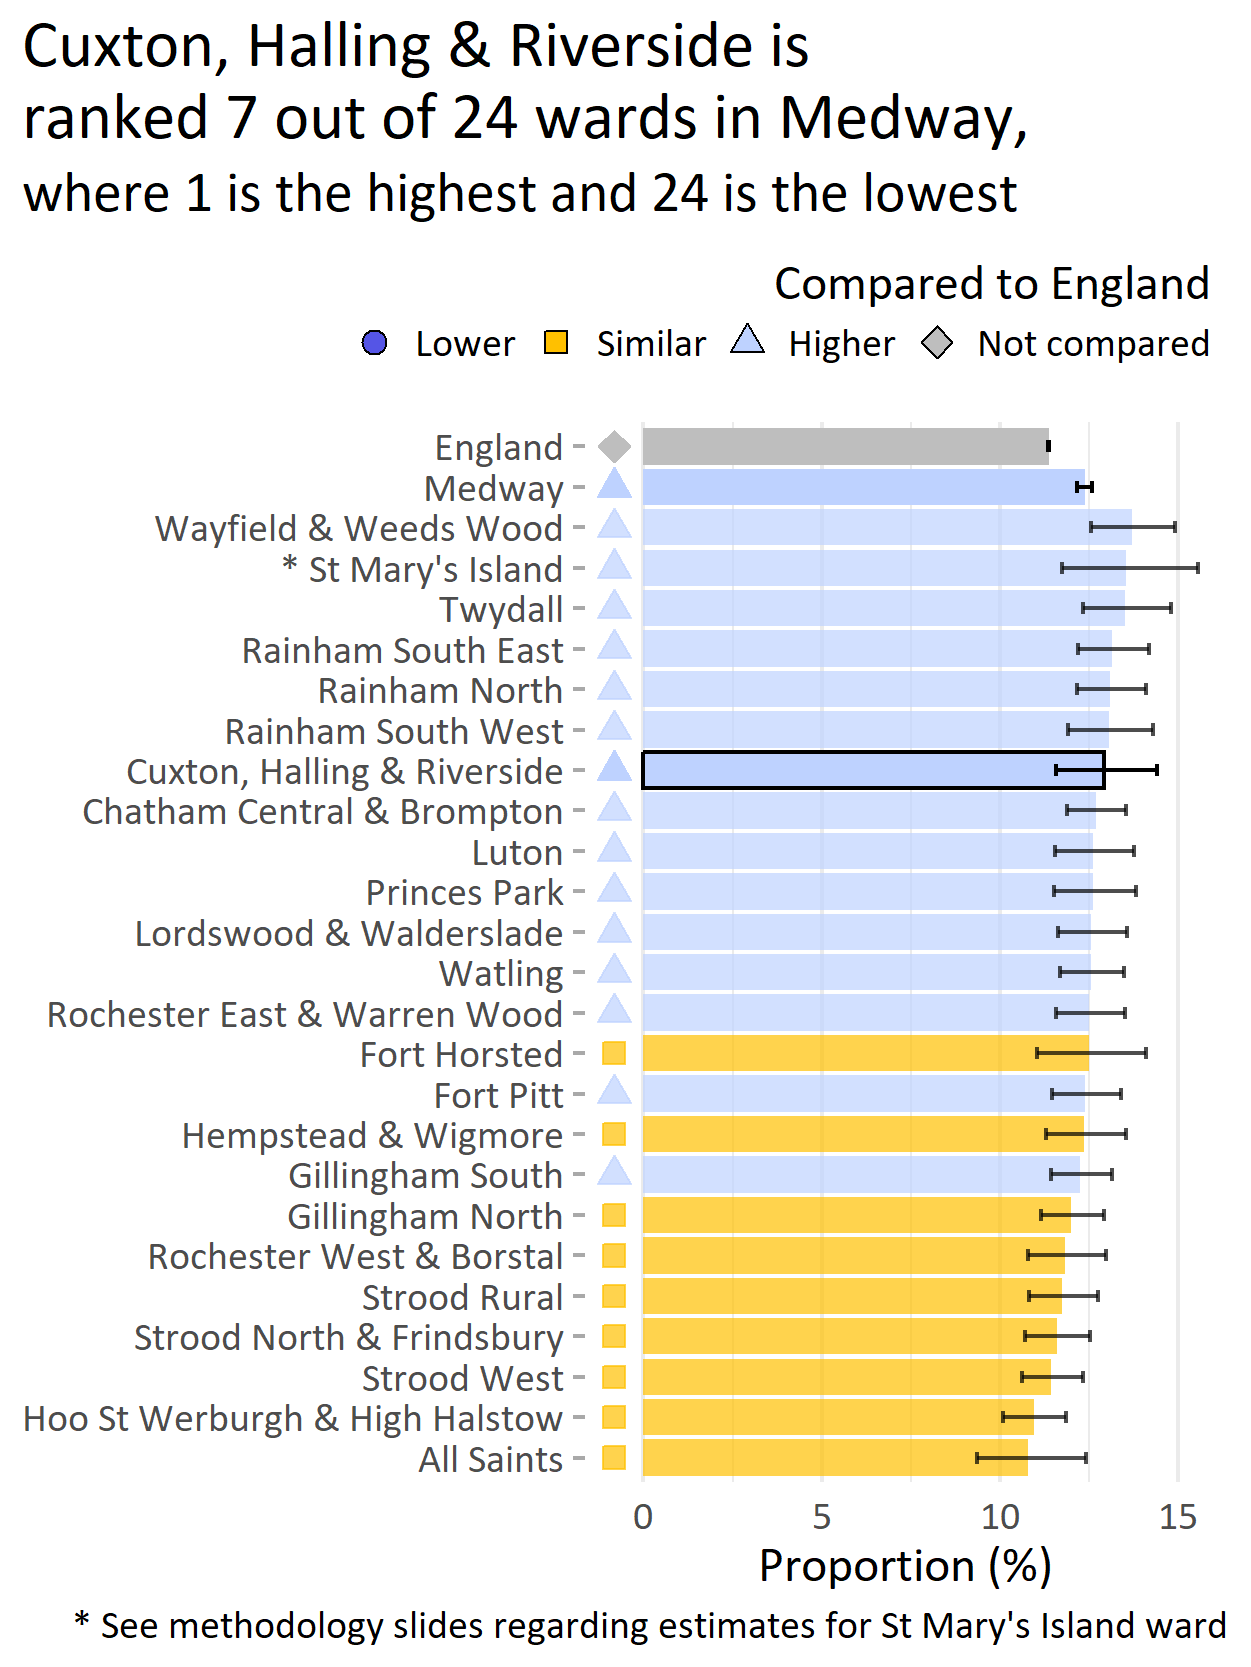 Cuxton, Halling & Riverside is
ranked 7 out of 24 wards in Medway,
where 1 is the highest and 24 is the lowest
Compared to England
Lower Similar Higher Not compared
England
Medway
Wayfield & Weeds Wood
* St Mary's Island
Twydall
Rainham South East
Rainham North
Rainham South West
Cuxton, Halling & Riverside
Chatham Central & Brompton
Luton
Princes Park
Lordswood & Walderslade
Watling
Rochester East & Warren Wood
Fort Horsted
Fort Pitt
Hempstead & Wigmore
Gillingham South
Gillingham North
Rochester West & Borstal
Strood Rural
Strood North & Frindsbury
Strood West
Hoo St Werburgh & High Halstow
All Saints
0 5 10 15
Proportion (%)
* See methodology slides regarding estimates for St Mary's Island ward